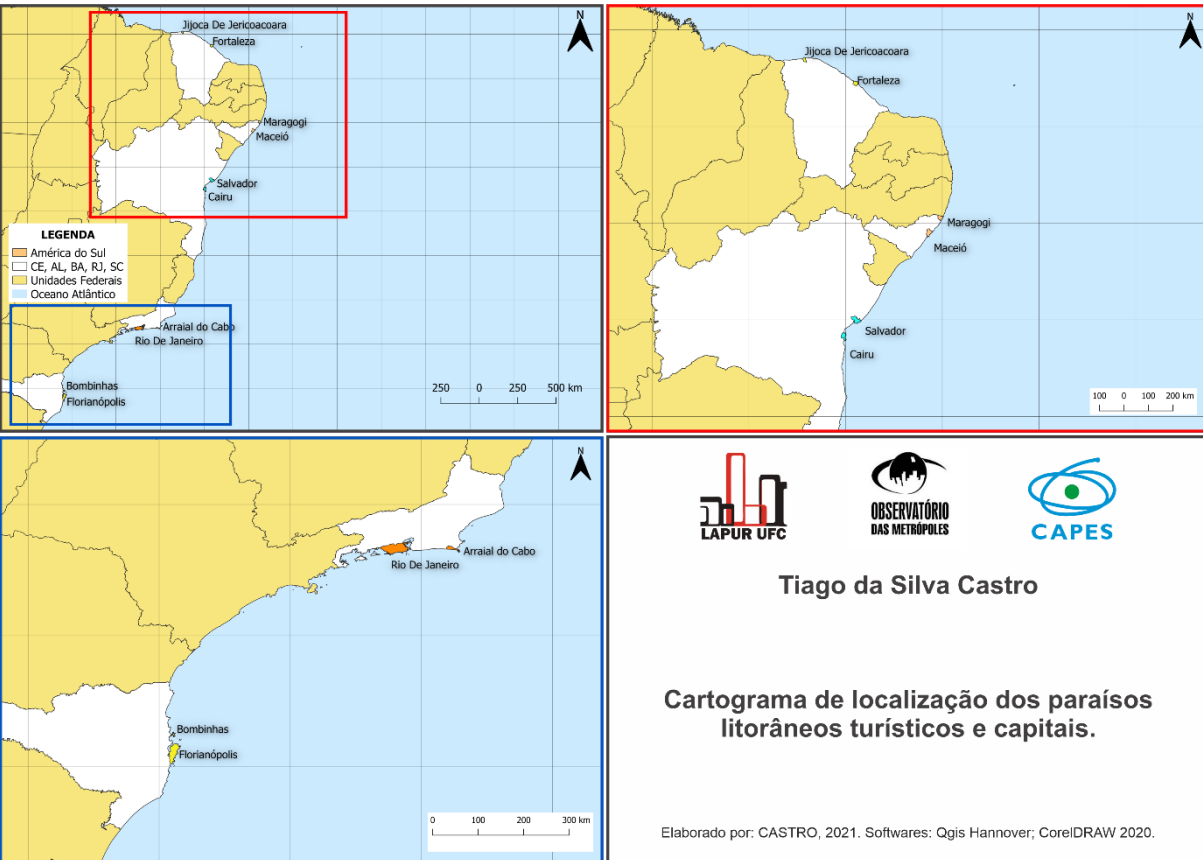 N
Jijoca De Jericoacoara
Fortaleza
Maragogi
Maceió
Salvador
Cairu
LEGENDA
América do Sul
CE, AL, BA, RJ, SC
Unidades Federais
Oceano Atlântico
Arraial do Cabo
Rio De Janeiro
Bombinhas
Florianópolis
250 0 250 500 km
N
Jijoca De Jericoacoara
Fortaleza
Maragogi
Maceió
Salvador
Cairu
100 0 100 200 km
N
Arraial do Cabo
Rio De Janeiro
Bombinhas
Florianópolis
0 100 200 300 km
LAPUR UFC
OBSERVATÓRIO
DAS METRÓPOLES
CAPES
Tiago da Silva Castro
Cartograma de localização dos paraísos
litorâneos turísticos e capitais.
Elaborado por: CASTRO, 2021. Softwares: Qgis Hannover; CorelDRAW 2020.